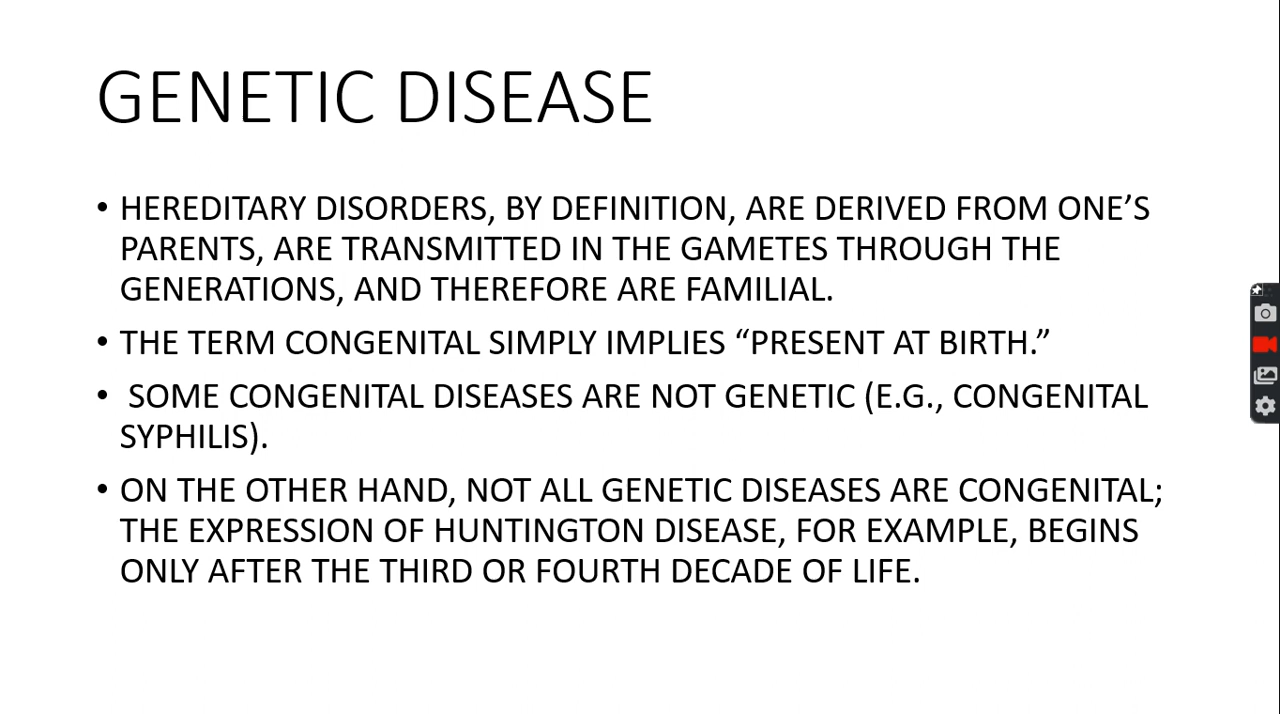 GENETIC DISEASE
• HEREDITARY DISORDERS, BY DEFINITION, ARE DERIVED FROM ONE’S
PARENTS, ARE TRANSMITTED IN THE GAMETES THROUGH THE
GENERATIONS, AND THEREFORE ARE FAMILIAL.
• THE TERM CONGENITAL SIMPLY IMPLIES “PRESENT AT BIRTH.”
• SOME CONGENITAL DISEASES ARE NOT GENETIC (E.G., CONGENITAL
SYPHILIS).
• ON THE OTHER HAND, NOT ALL GENETIC DISEASES ARE CONGENITAL;
THE EXPRESSION OF HUNTINGTON DISEASE, FOR EXAMPLE, BEGINS
ONLY AFTER THE THIRD OR FOURTH DECADE OF LIFE.